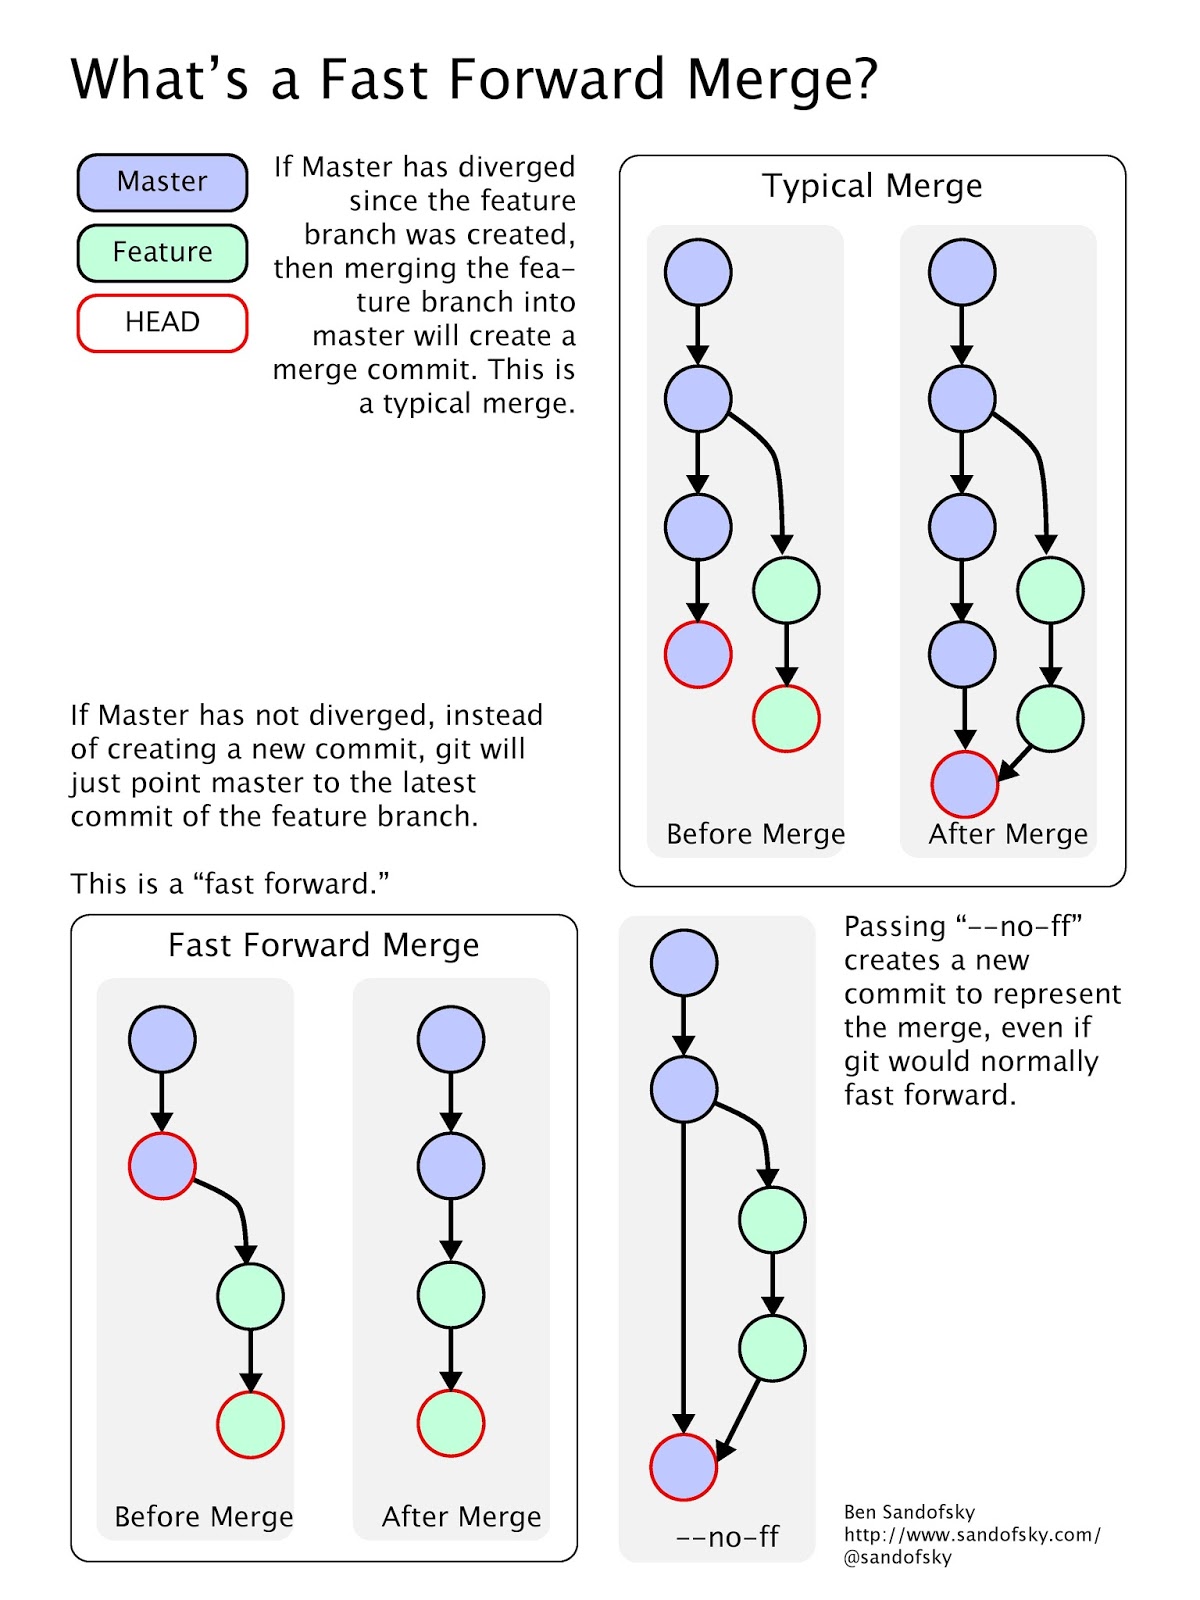 What’s a Fast Forward Merge?
Master
Feature
HEAD
If Master has diverged
since the feature
branch was created,
then merging the fea-
ture branch into
master will create a
merge commit. This is
a typical merge.
Typical Merge
Before Merge
After Merge
If Master has not diverged, instead
of creating a new commit, git will
just point master to the latest
commit of the feature branch.
This is a “fast forward.”
Fast Forward Merge
Before Merge
After Merge
--no-ff
Passing “--no-ff”
creates a new
commit to represent
the merge, even if
git would normally
fast forward.
Ben Sandofsky
http://www.sandofsky.com/
@sandofsky